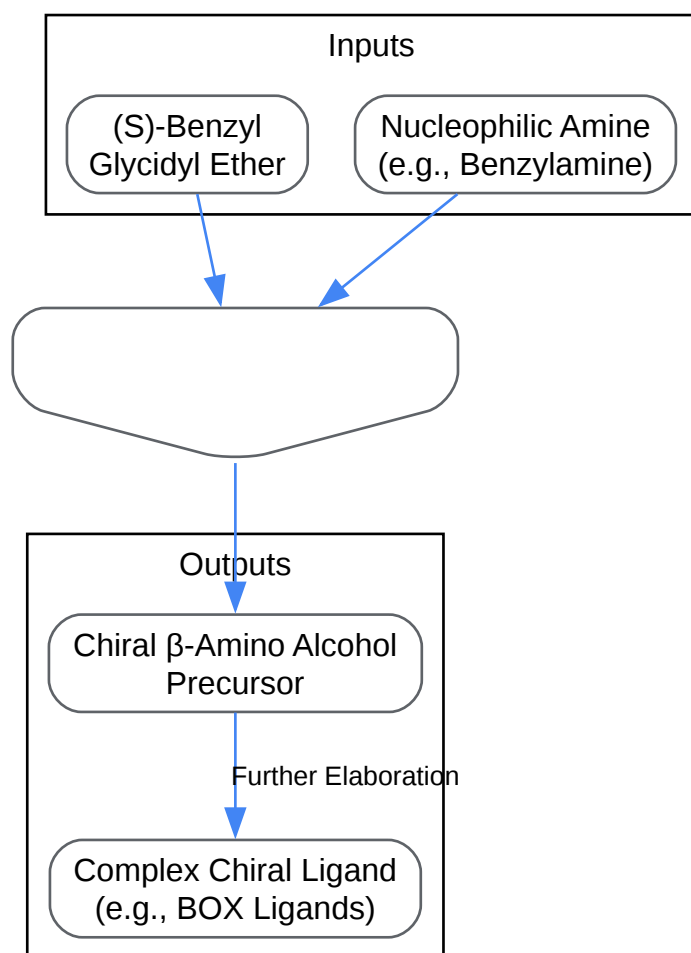 Inputs
(S)-Benzyl
Glycidyl Ether
Nucleophilic Amine
(e.g., Benzylamine)
Outputs
Chiral β-Amino Alcohol
Precursor
Further Elaboration
Complex Chiral Ligand
(e.g., BOX Ligands)